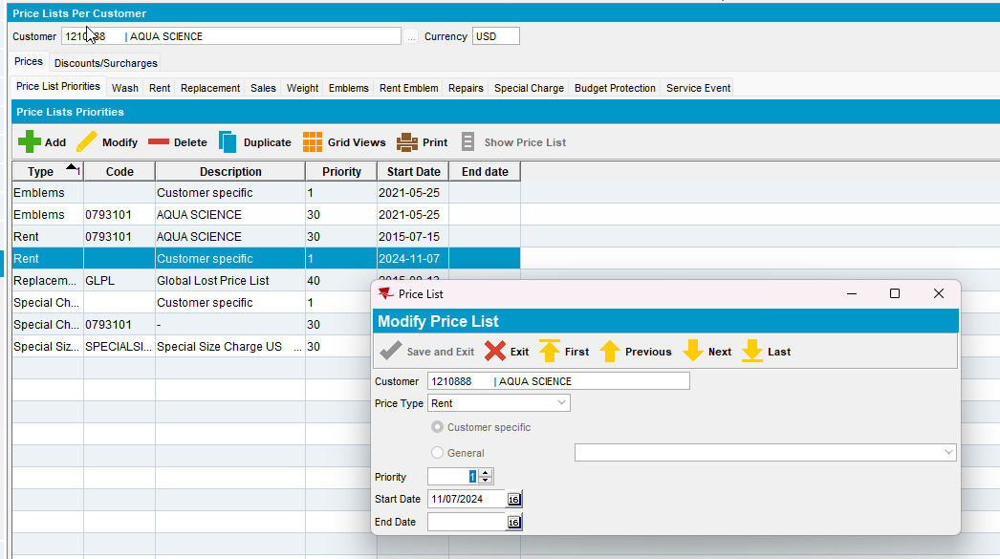 Price Lists Per Customer
Customer 1210888 | AQUA SCIENCE ... Currency USD
Prices Discounts/Surcharges
Price List Priorities Wash Rent Replacement Sales Weight Emblems Rent Emblem Repairs Special Charge Budget Protection Service Event
Price Lists Priorities
Add Modify Delete Duplicate Grid Views Print Show Price List
Type 1 Code Description Priority Start Date End date
Emblems Customer specific 1 2021-05-25
Emblems 0793101 AQUA SCIENCE 30 2021-05-25
Rent 0793101 AQUA SCIENCE 30 2015-07-15
Rent Customer specific 1 2024-11-07
Replacem... GLPL Global Lost Price List 40
Special Ch... Customer specific 1
Special Ch... 0793101 - 30
Special Siz... SPECIALSI... Special Size Charge US ... 30
Price List
Modify Price List
Save and Exit Exit First Previous Next Last
Customer 1210888 | AQUA SCIENCE
Price Type Rent
Customer specific
General
Priority 1
Start Date 11/07/2024 16
End Date 16